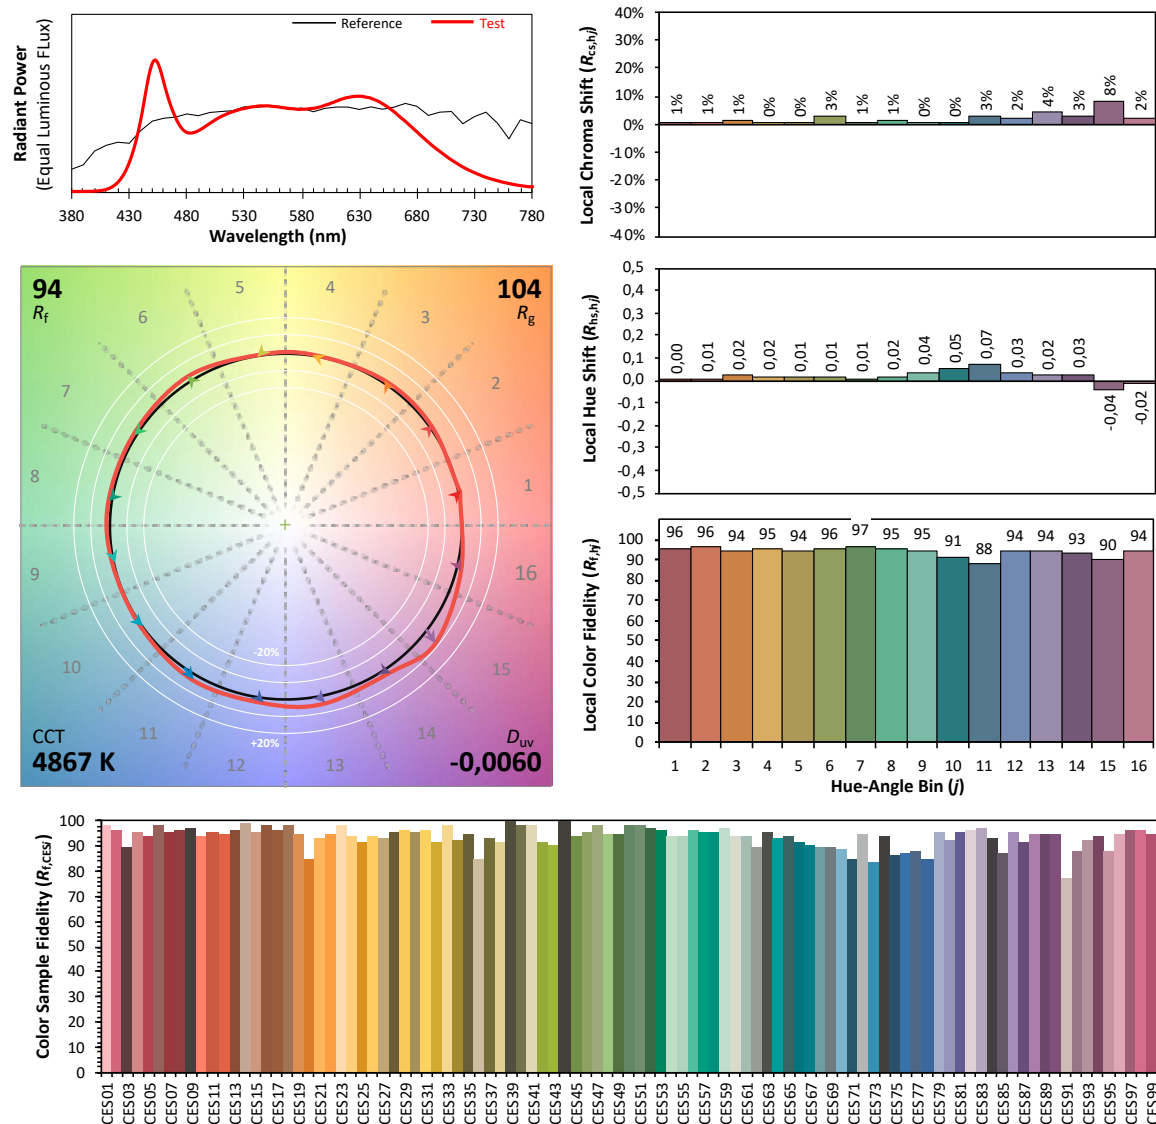 Reference
Test
Radiant Power
(Equal Luminous FLux)
380 430 480 530 580 630 680 730 780
Wavelength (nm)
Local Chroma Shift (Rcs,hj)
40%
30%
20%
10%
0%
-10%
-20%
-30%
-40%
1% 1% 1% 0% 0% 3% 1% 1% 0% 0% 3% 2% 4% 3% 8% 2%
94
Rf
104
Rg
5 4
6 3
7 2
8 1
9 16
10 15
11 14
12 13
-20%
+20%
CCT
4867 K
Duv
-0,0060
Local Hue Shift (Rhs,hj)
0,5
0,4
0,3
0,2
0,1
0,0
-0,1
-0,2
-0,3
-0,4
-0,5
0,00 0,01 0,02 0,02 0,01 0,01 0,01 0,02 0,04 0,05 0,07 0,03 0,02 0,03 -0,04 -0,02
Local Color Fidelity (Rf,hj)
100
90
80
70
60
50
40
30
20
10
0
96 96 94 95 94 96 97 95 95 91 88 94 94 93 90 94
1 2 3 4 5 6 7 8 9 10 11 12 13 14 15 16
Hue-Angle Bin (j)
Color Sample Fidelity (Rf,CESi)
100
90
80
70
60
50
40
30
20
10
0
CES01 CES03 CES05 CES07 CES09 CES11 CES13 CES15 CES17 CES19 CES21 CES23 CES25 CES27 CES29 CES31 CES33 CES35 CES37 CES39 CES41 CES43 CES45 CES47 CES49 CES51 CES53 CES55 CES57 CES59 CES61 CES63 CES65 CES67 CES69 CES71 CES73 CES75 CES77 CES79 CES81 CES83 CES85 CES87 CES89 CES91 CES93 CES95 CES97 CES99